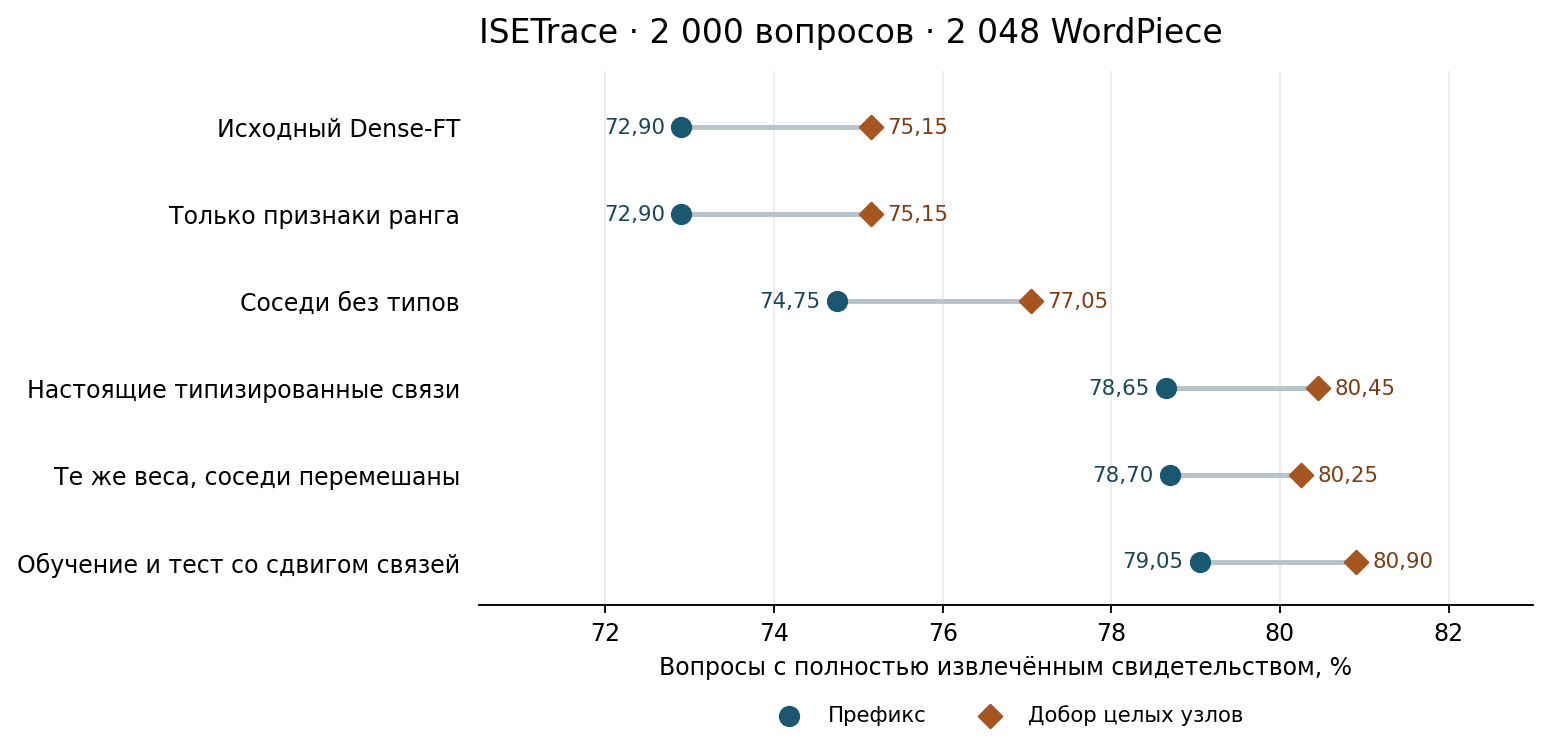 ISETrace · 2 000 вопросов · 2 048 WordPiece
Исходный Dense-FT 72,90 75,15
Только признаки ранга 72,90 75,15
Соседи без типов 74,75 77,05
Настоящие типизированные связи 78,65 80,45
Те же веса, соседи перемешаны 78,70 80,25
Обучение и тест со сдвигом связей 79,05 80,90
72 74 76 78 80 82
Вопросы с полностью извлечённым свидетельством, %
Префикс Добор целых узлов